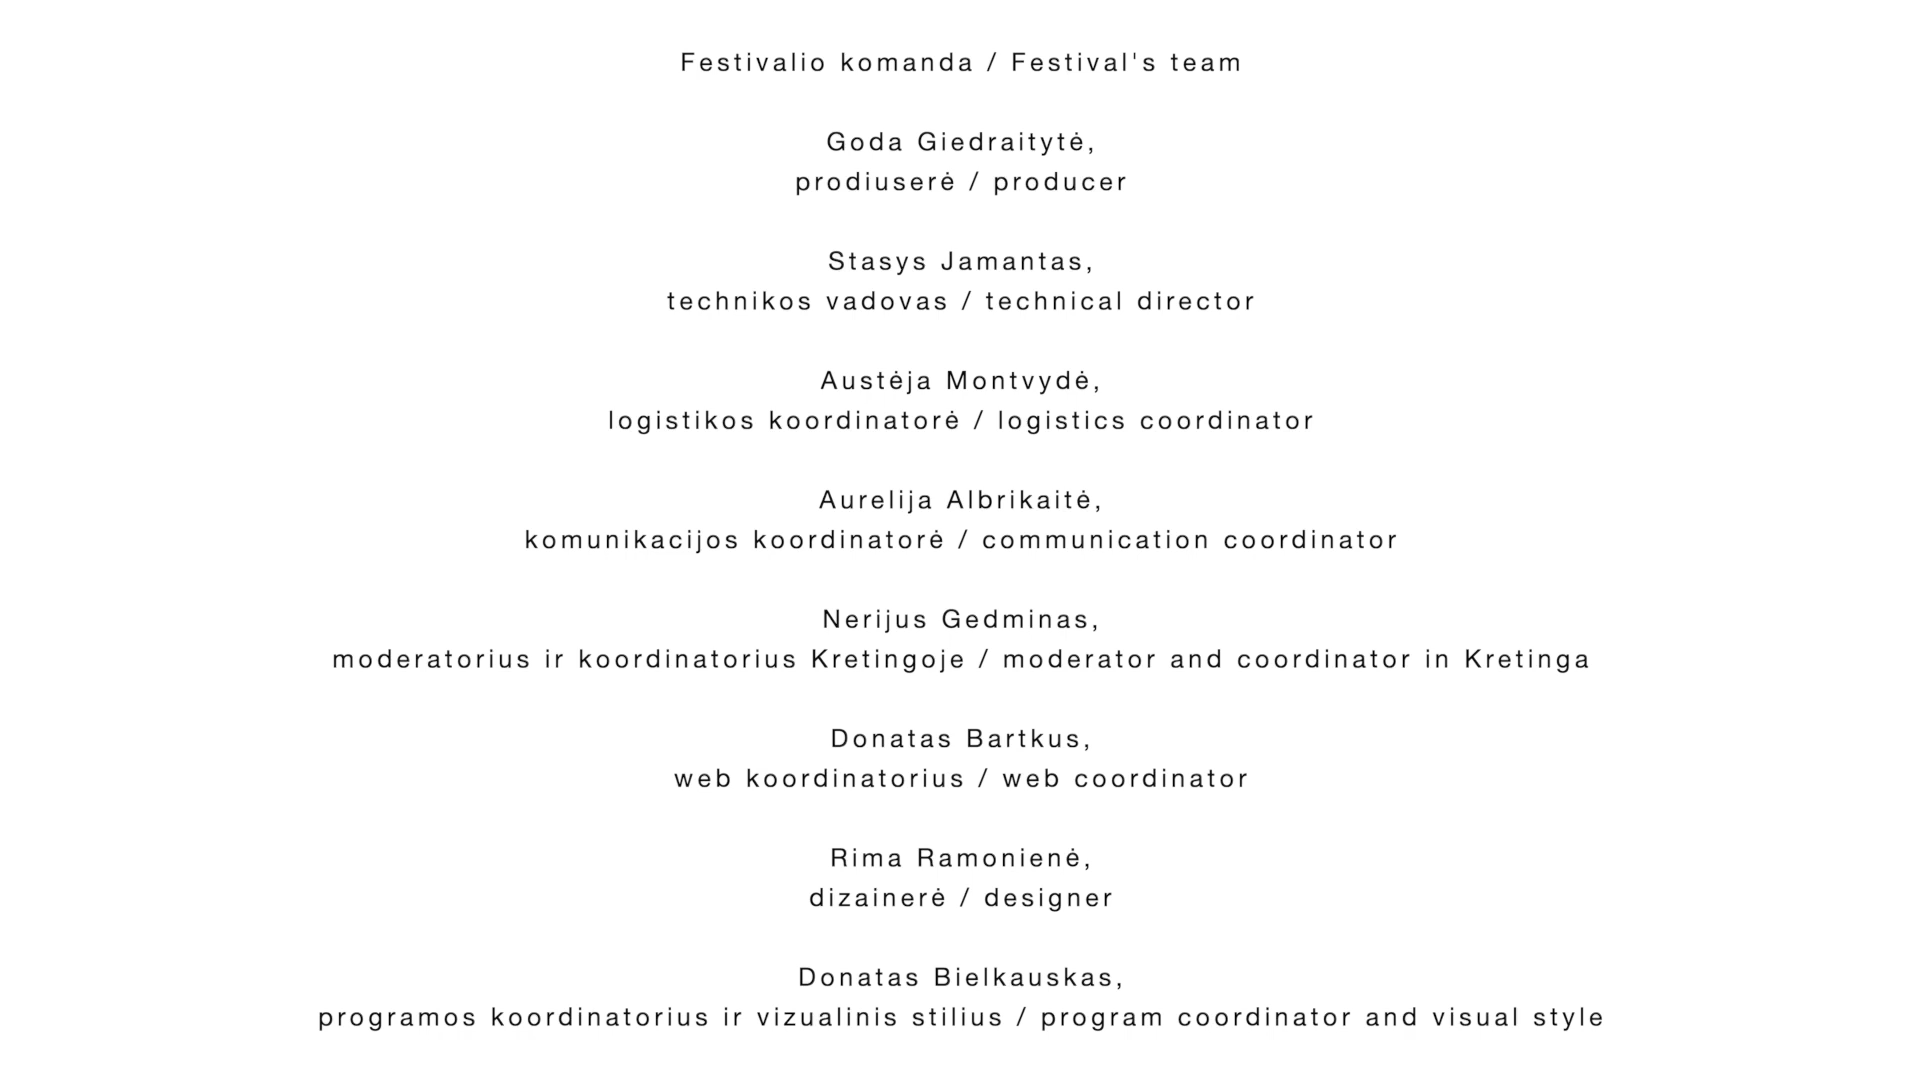 Festivalio komanda / Festival's team
Goda Giedraitytė,
prodiuserė / producer
Stasys Jamantas,
technikos vadovas / technical director
Austėja Montvydė,
logistikos koordinatorė / logistics coordinator
Aurelija Albrikaitė,
komunikacijos koordinatorė / communication coordinator
Nerijus Gedminas,
moderatorius ir koordinatorius Kretingoje / moderator and coordinator in Kretinga
Donatas Bartkus,
web koordinatorius / web coordinator
Rima Ramonienė,
dizainerė / designer
Donatas Bielkauskas,
programos koordinatorius ir vizualinis stilius / program coordinator and visual style